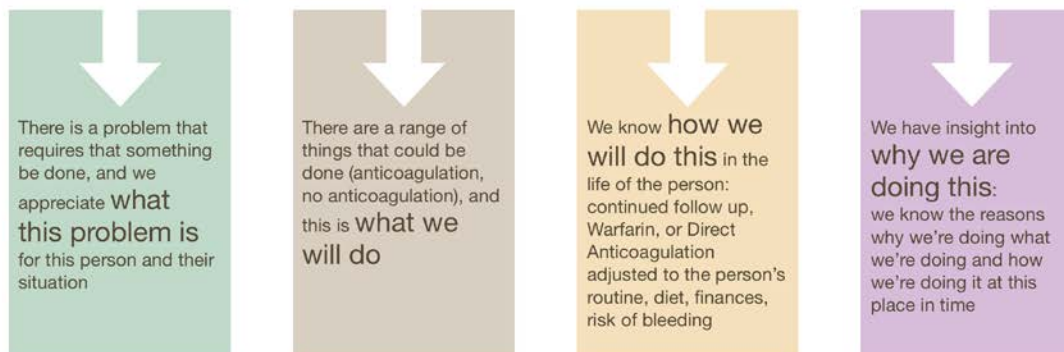 There is a problem that
requires that something
be done, and we
appreciate what
this problem is
for this person and their
situation
There are a range of
things that could be
done (anticoagulation,
no anticoagulation), and
this is what we
will do
We know how we
will do this in the
life of the person:
continued follow up,
Warfarin, or Direct
Anticoagulation
adjusted to the person's
routine, diet, finances,
risk of bleeding
We have insight into
why we are
doing this:
we know the reasons
why we're doing what
we're doing and how
we're doing it at this
place in time